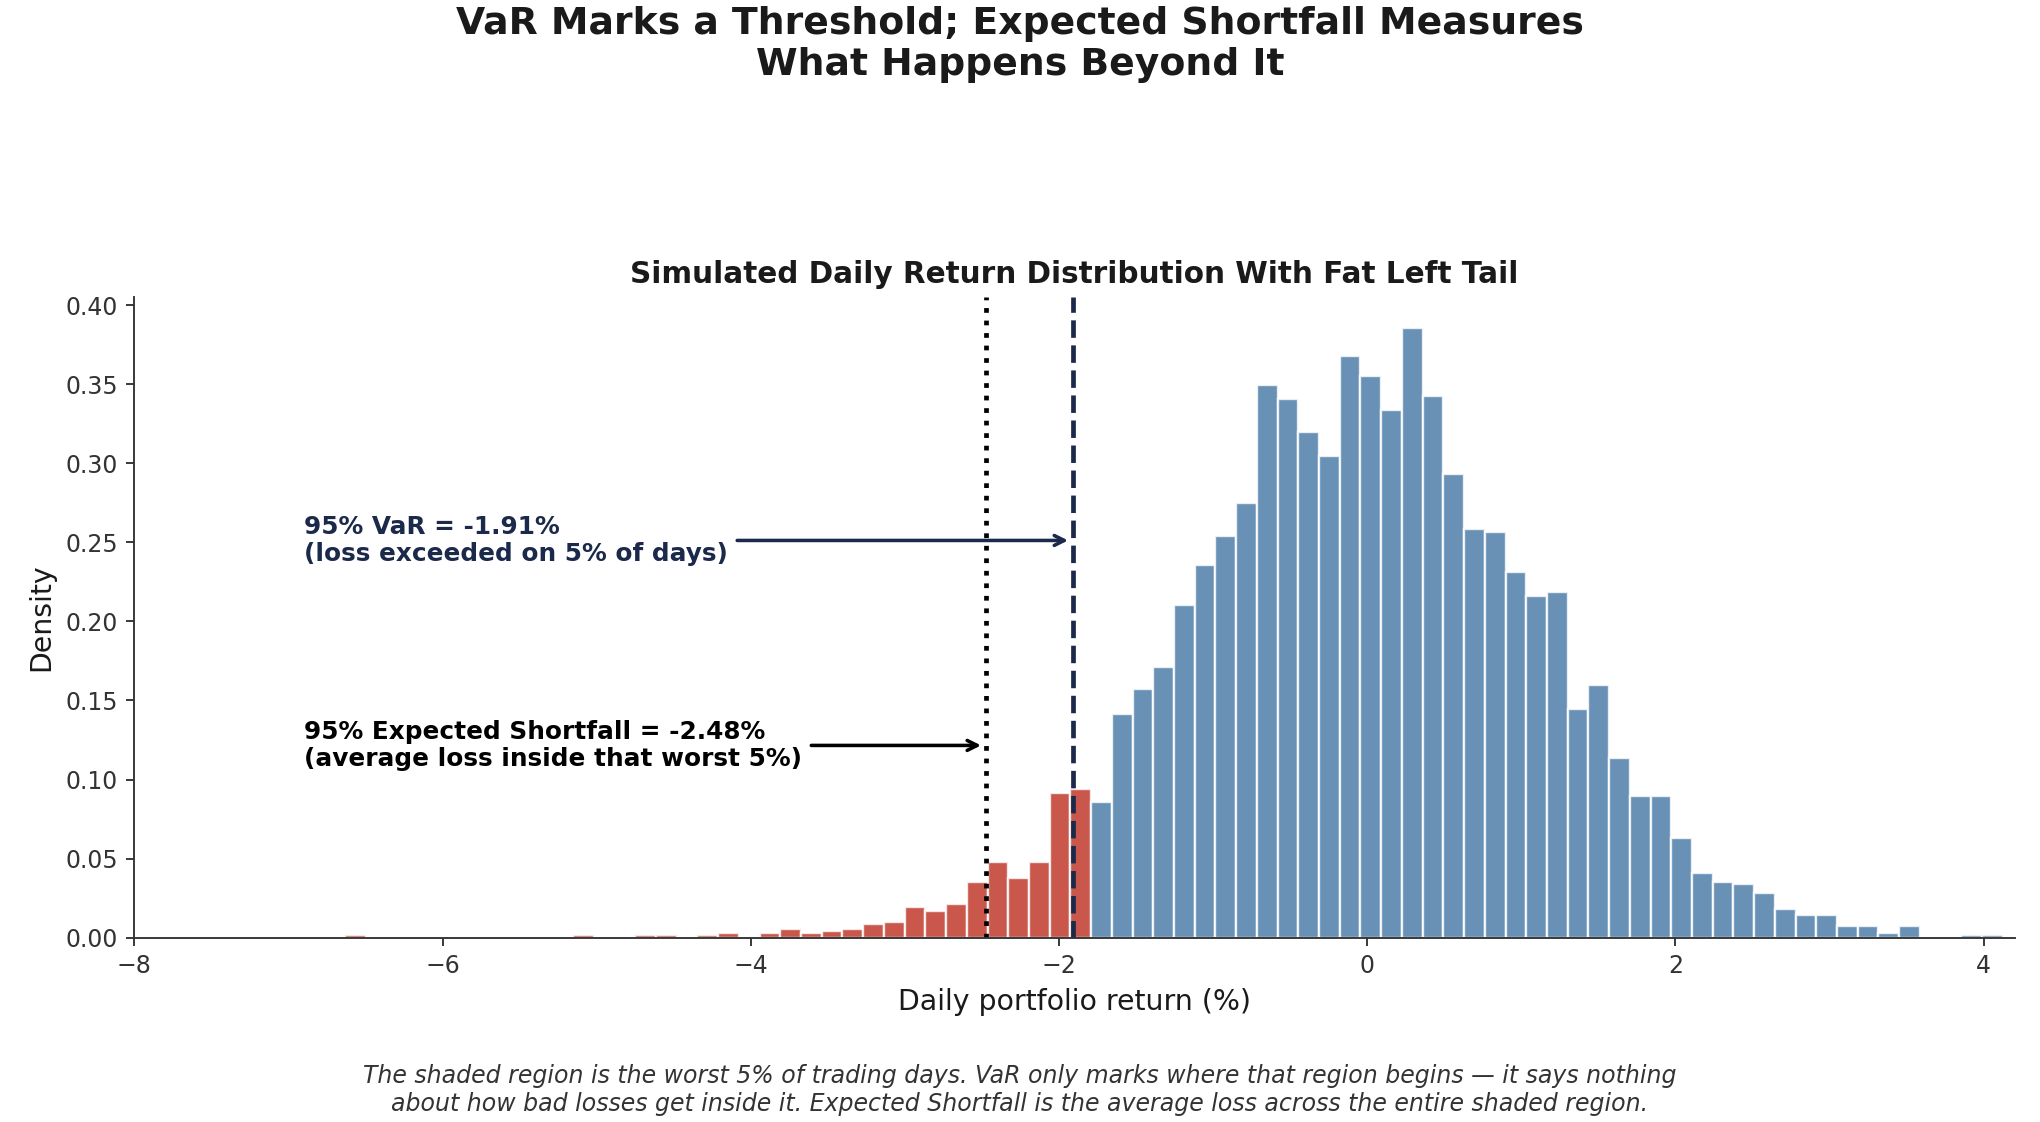 VaR Marks a Threshold; Expected Shortfall Measures
What Happens Beyond It
Simulated Daily Return Distribution With Fat Left Tail
0.40
0.35
0.30
0.25
0.20
0.15
0.10
0.05
0.00
Density
95% VaR = -1.91%
(loss exceeded on 5% of days)
95% Expected Shortfall = -2.48%
(average loss inside that worst 5%)
−8 −6 −4 −2 0 2 4
Daily portfolio return (%)
The shaded region is the worst 5% of trading days. VaR only marks where that region begins — it says nothing
about how bad losses get inside it. Expected Shortfall is the average loss across the entire shaded region.